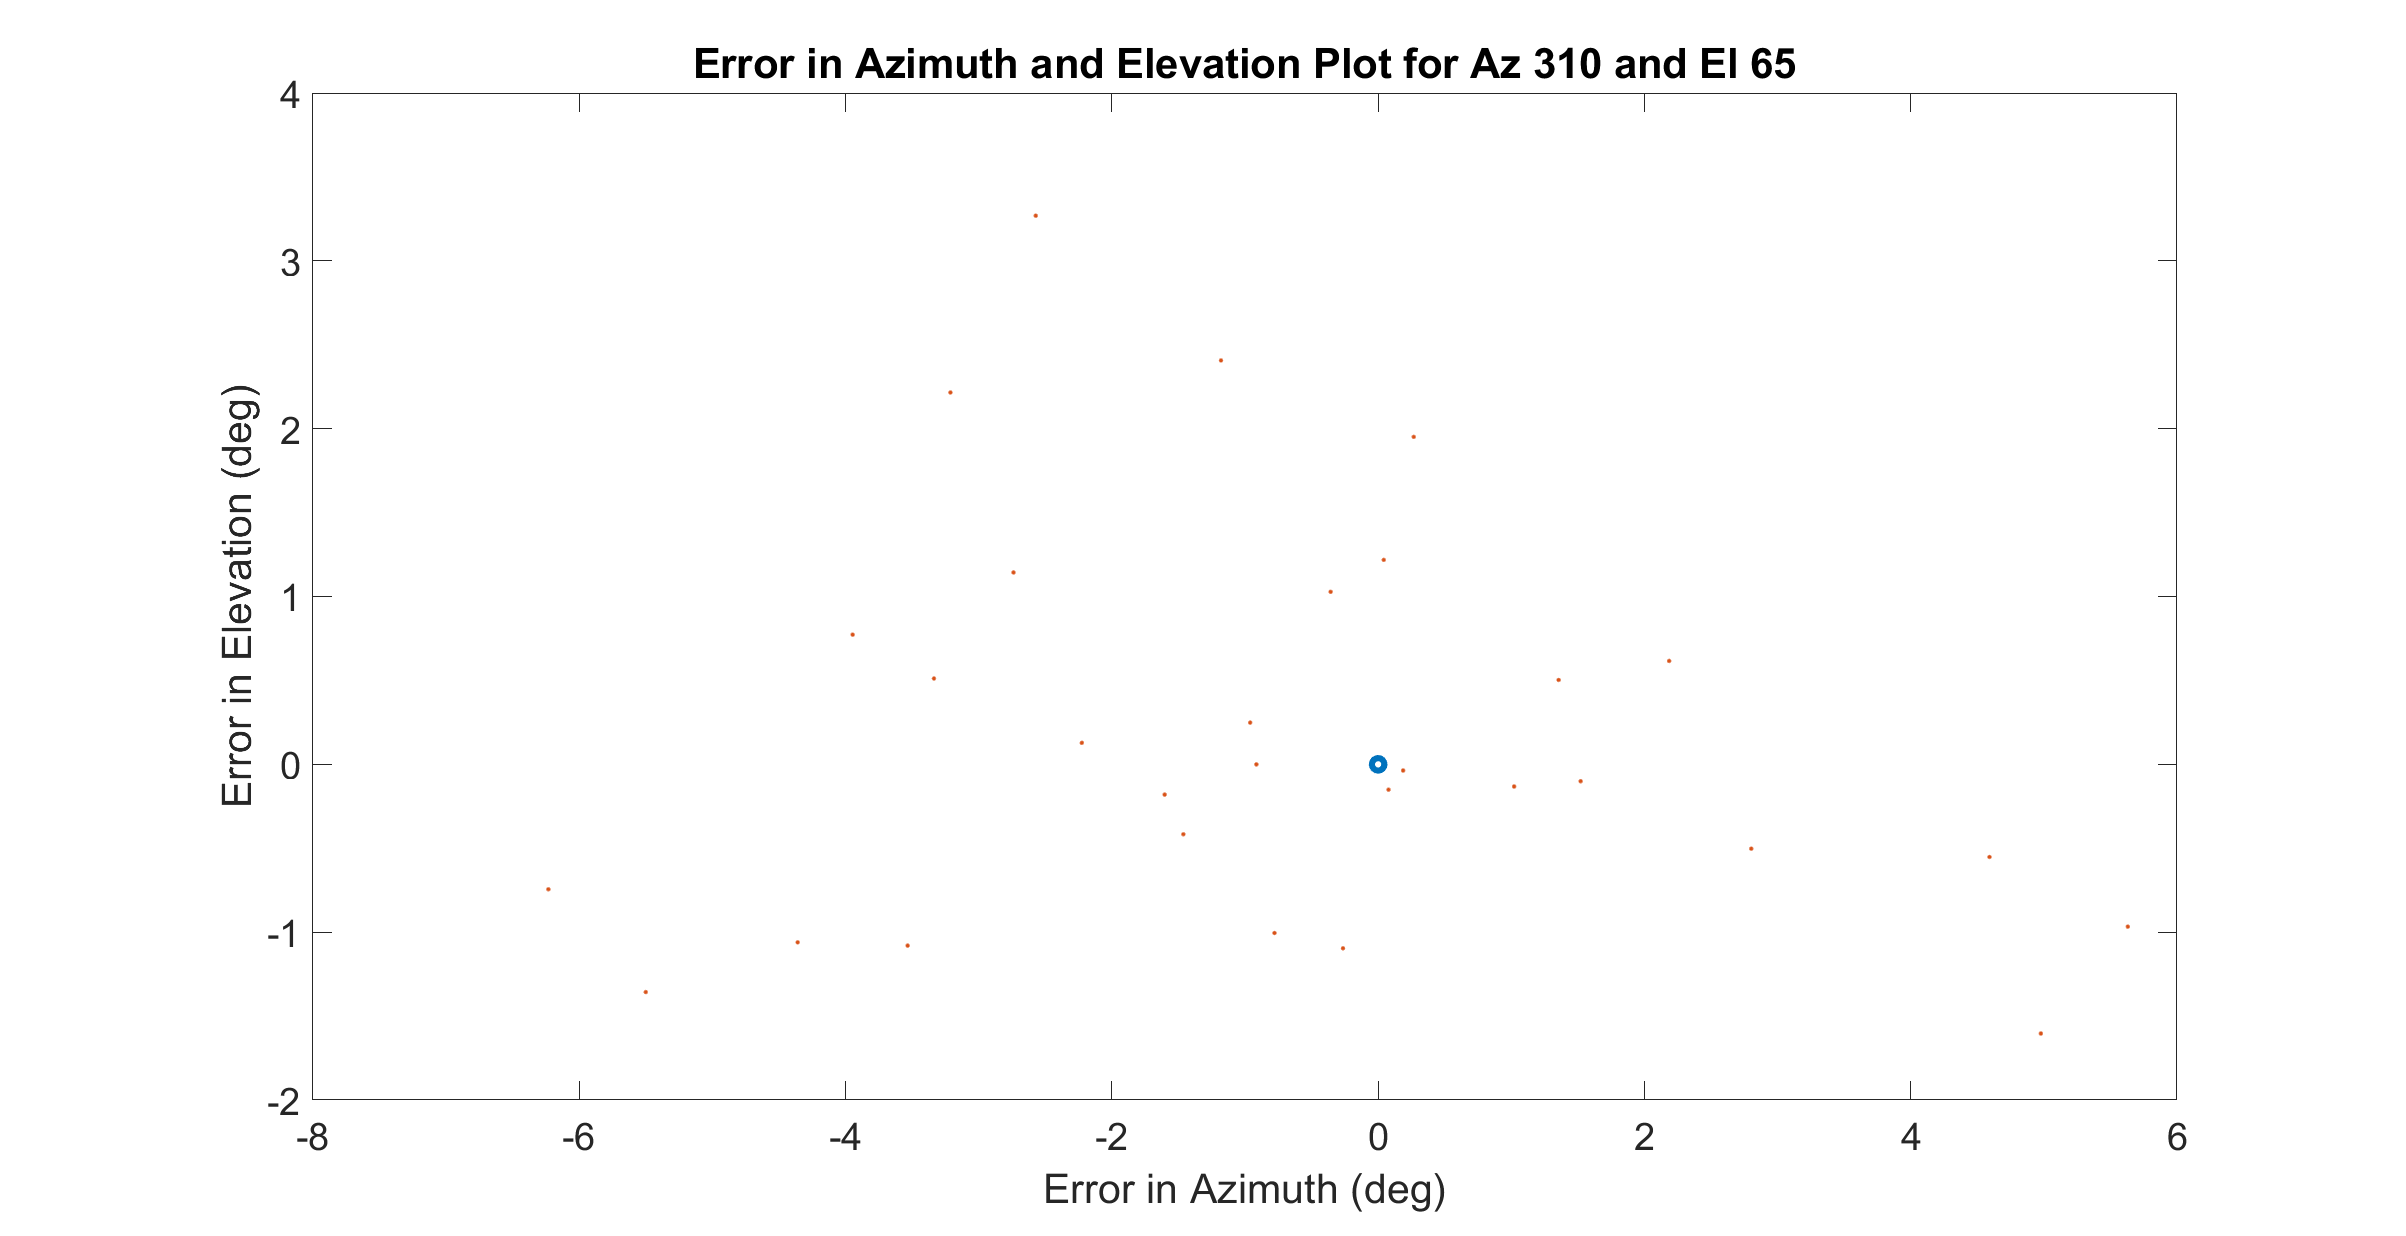 Error in Azimuth and Elevation Plot for Az 310 and El 65
4
3
2
1
0
-1
-2
Error in Elevation (deg)
-8 -6 -4 -2 0 2 4 6
Error in Azimuth (deg)